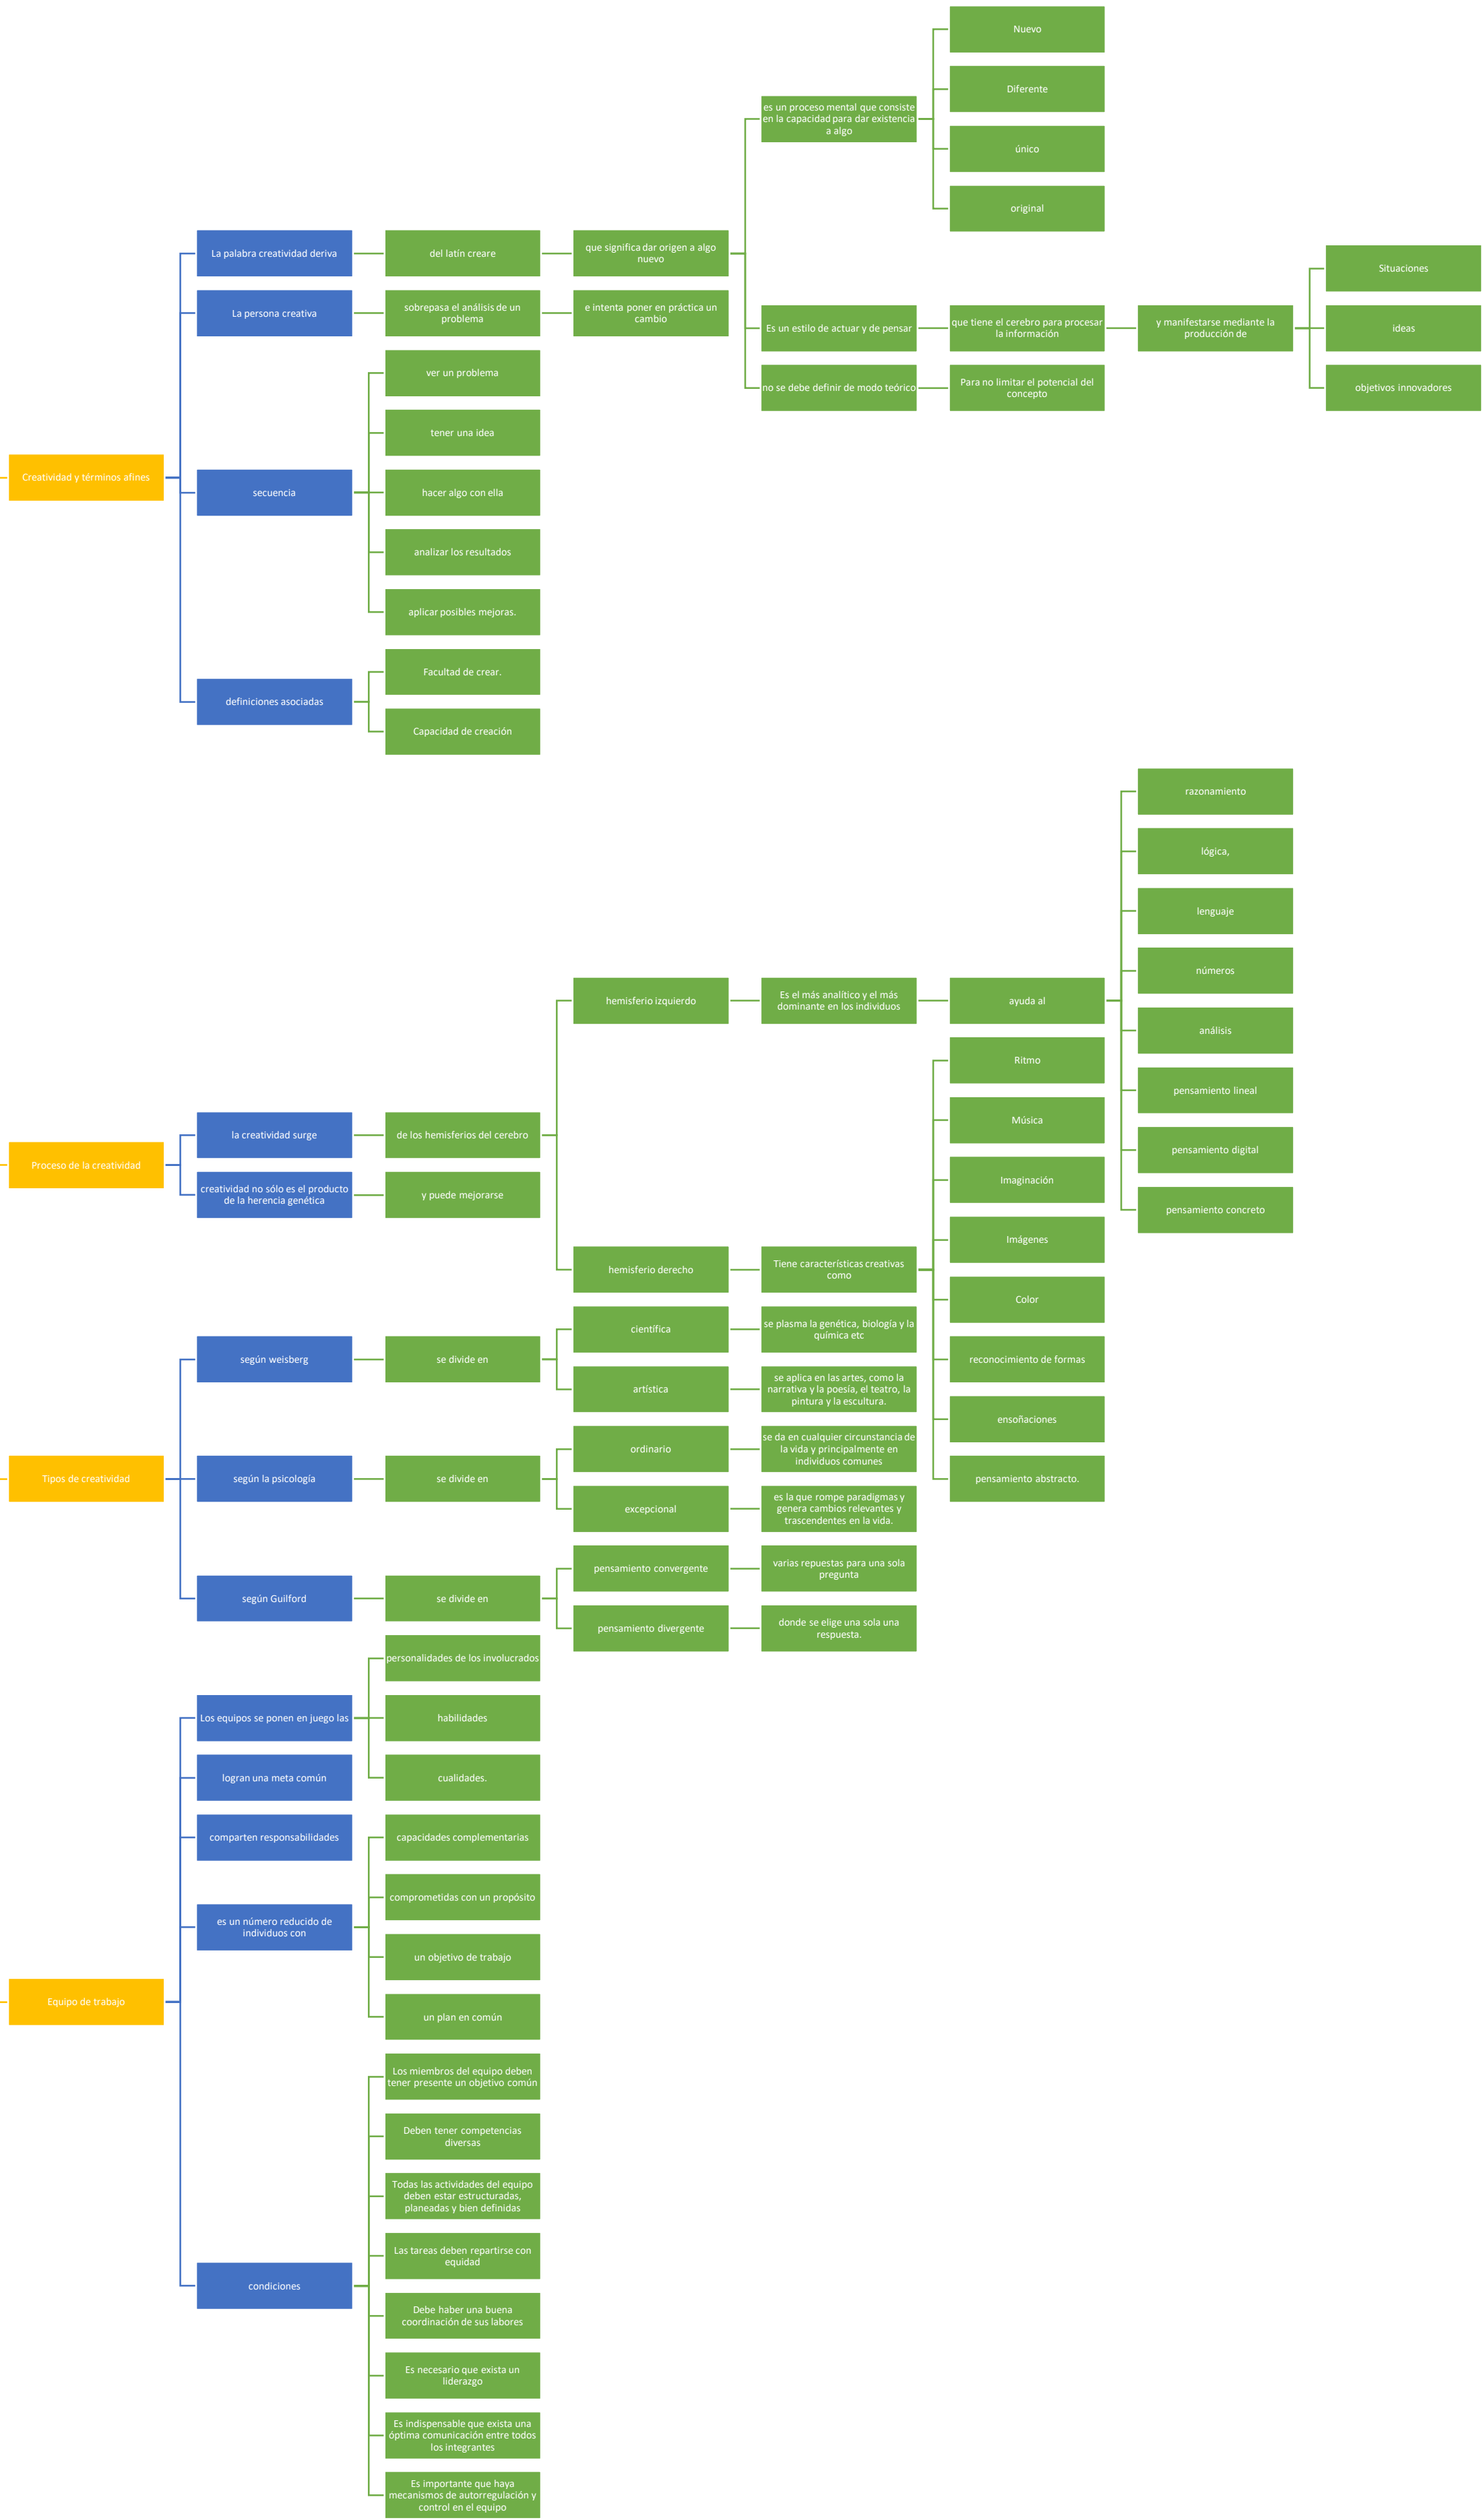 Creatividad y términos afines
La palabra creatividad deriva
del latín creare
que significa dar origen a algo
nuevo
es un proceso mental que consiste
en la capacidad para dar existencia
a algo
Nuevo
Diferente
único
original
Es un estilo de actuar y de pensar
que tiene el cerebro para procesar
la información
y manifestarse mediante la
producción de
Situaciones
ideas
objetivos innovadores
no se debe definir de modo teórico
Para no limitar el potencial del
concepto
La persona creativa
sobrepasa el análisis de un
problema
e intenta poner en práctica un
cambio
secuencia
ver un problema
tener una idea
hacer algo con ella
analizar los resultados
aplicar posibles mejoras.
definiciones asociadas
Facultad de crear.
Capacidad de creación
Proceso de la creatividad
la creatividad surge
de los hemisferios del cerebro
hemisferio izquierdo
Es el más analítico y el más
dominante en los individuos
ayuda al
razonamiento
lógica,
lenguaje
números
análisis
pensamiento lineal
pensamiento digital
pensamiento concreto
hemisferio derecho
Tiene características creativas
como
Ritmo
Música
Imaginación
Imágenes
Color
reconocimiento de formas
ensoñaciones
pensamiento abstracto.
creatividad no sólo es el producto
de la herencia genética
y puede mejorarse
Tipos de creatividad
según weisberg
se divide en
científica
se plasma la genética, biología y la
química etc
artística
se aplica en las artes, como la
narrativa y la poesía, el teatro, la
pintura y la escultura.
según la psicología
se divide en
ordinario
se da en cualquier circunstancia de
la vida y principalmente en
individuos comunes
excepcional
es la que rompe paradigmas y
genera cambios relevantes y
trascendentes en la vida.
según Guilford
se divide en
pensamiento convergente
varias repuestas para una sola
pregunta
pensamiento divergente
donde se elige una sola una
respuesta.
Equipo de trabajo
Los equipos se ponen en juego las
personalidades de los involucrados
habilidades
cualidades.
logran una meta común
comparten responsabilidades
es un número reducido de
individuos con
capacidades complementarias
comprometidas con un propósito
un objetivo de trabajo
un plan en común
condiciones
Los miembros del equipo deben
tener presente un objetivo común
Deben tener competencias
diversas
Todas las actividades del equipo
deben estar estructuradas,
planeadas y bien definidas
Las tareas deben repartirse con
equidad
Debe haber una buena
coordinación de sus labores
Es necesario que exista un
liderazgo
Es indispensable que exista una
óptima comunicación entre todos
los integrantes
Es importante que haya
mecanismos de autorregulación y
control en el equipo